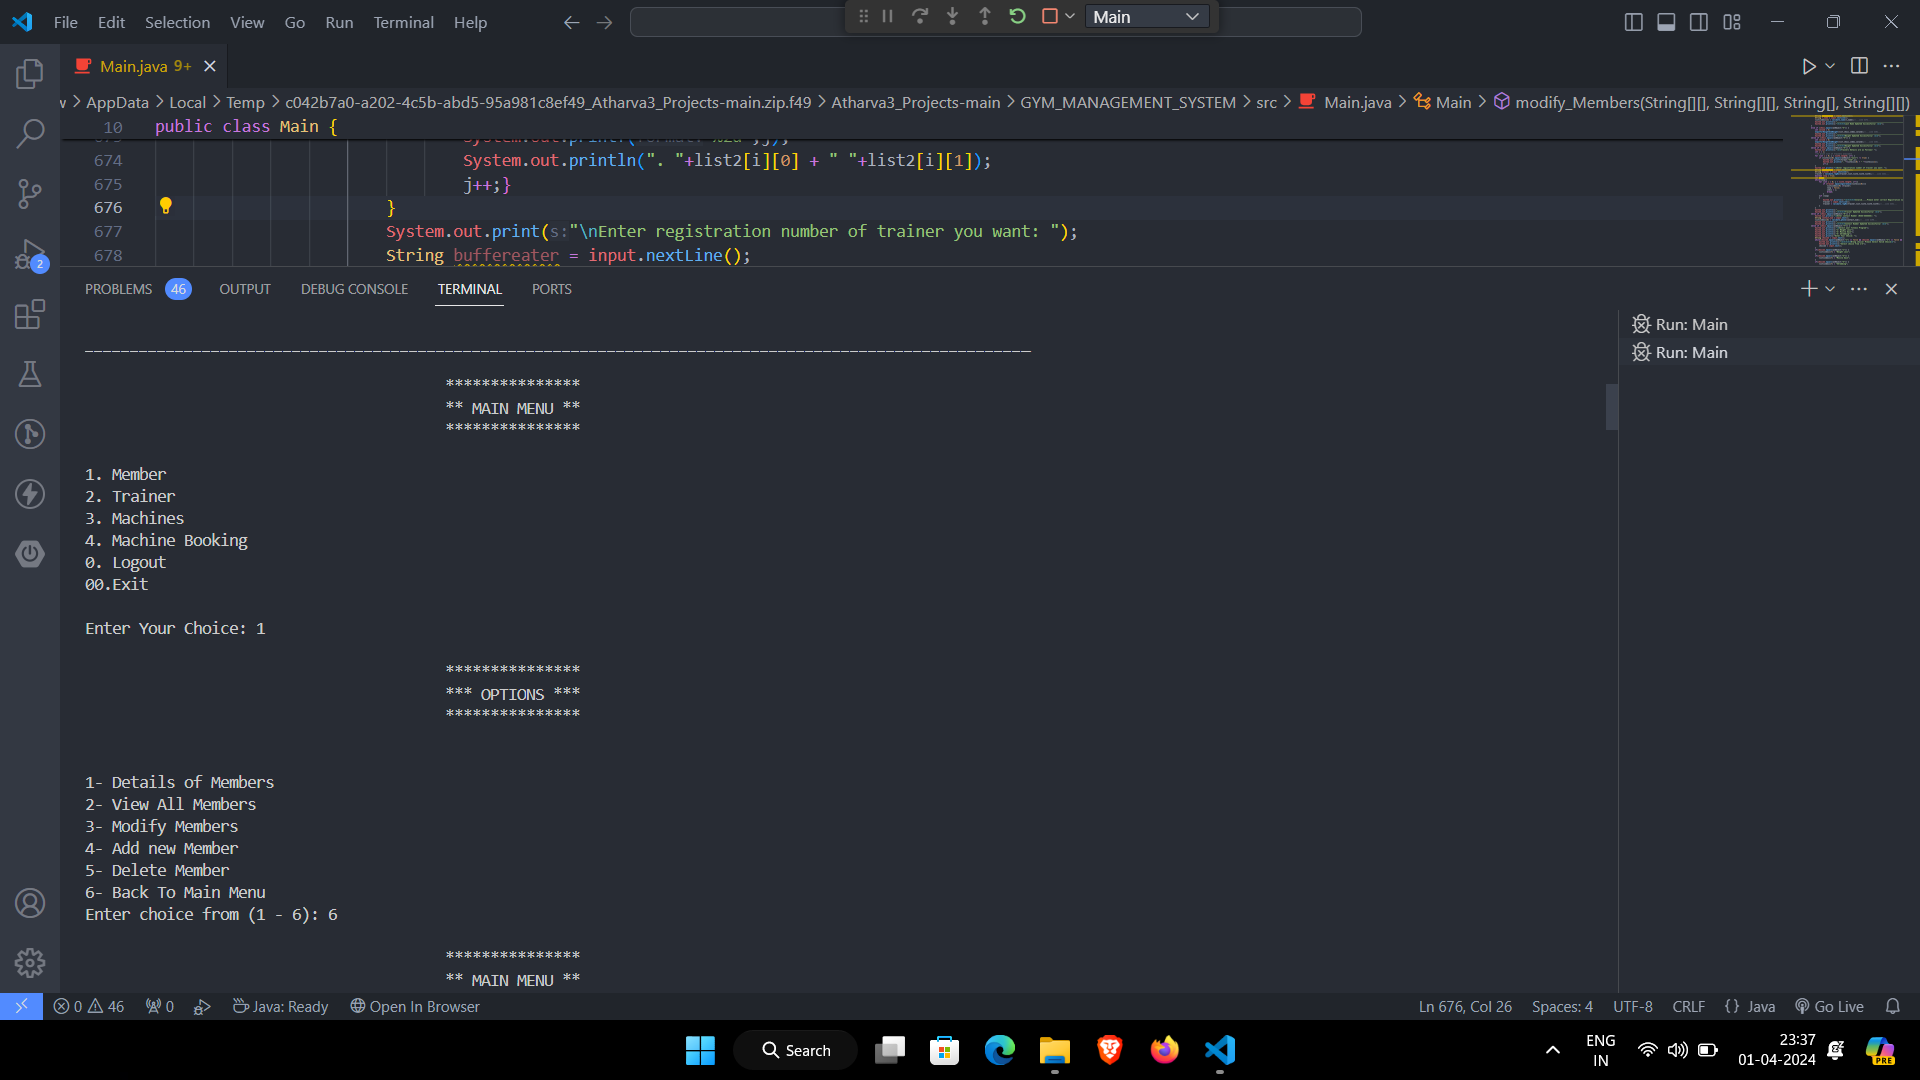 File Edit Selection View Go Run Terminal Help
Main
Main.java 9+
AppData > Local > Temp > c042b7a0-a202-4c5b-abd5-95a981c8ef49_Atharva3_Projects-main.zip.f49 > Atharva3_Projects-main > GYM_MANAGEMENT_SYSTEM > src > Main.java > Main > modify_Members(String[][], String[][], String[], String[][])
10 public class Main {
674 System.out.println(". "+list2[i][0] + " "+list2[i][1]);
675 j++;}
676 }
677 System.out.print(s:"\nEnter registration number of trainer you want: ");
678 String buffereater = input.nextLine();
PROBLEMS 46 OUTPUT DEBUG CONSOLE TERMINAL PORTS
Run: Main
Run: Main
***************
** MAIN MENU **
***************
1. Member
2. Trainer
3. Machines
4. Machine Booking
0. Logout
00.Exit
Enter Your Choice: 1
***************
*** OPTIONS ***
***************
1- Details of Members
2- View All Members
3- Modify Members
4- Add new Member
5- Delete Member
6- Back To Main Menu
Enter choice from (1 - 6): 6
***************
** MAIN MENU **
2
0 46 0 Java: Ready Open In Browser Ln 676, Col 26 Spaces: 4 UTF-8 CRLF {} Java Go Live
Search
ENG
IN
23:37
01-04-2024
PRE